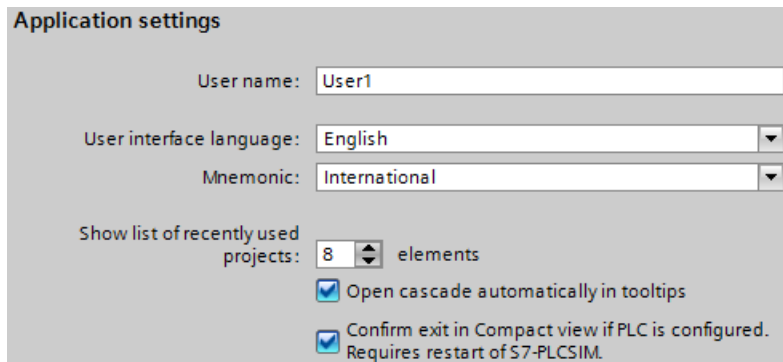 Application settings
User name: User1
User interface language: English
Mnemonic: International
Show list of recently used
projects: 8 elements
Open cascade automatically in tooltips
Confirm exit in Compact view if PLC is configured.
Requires restart of S7-PLCSIM.